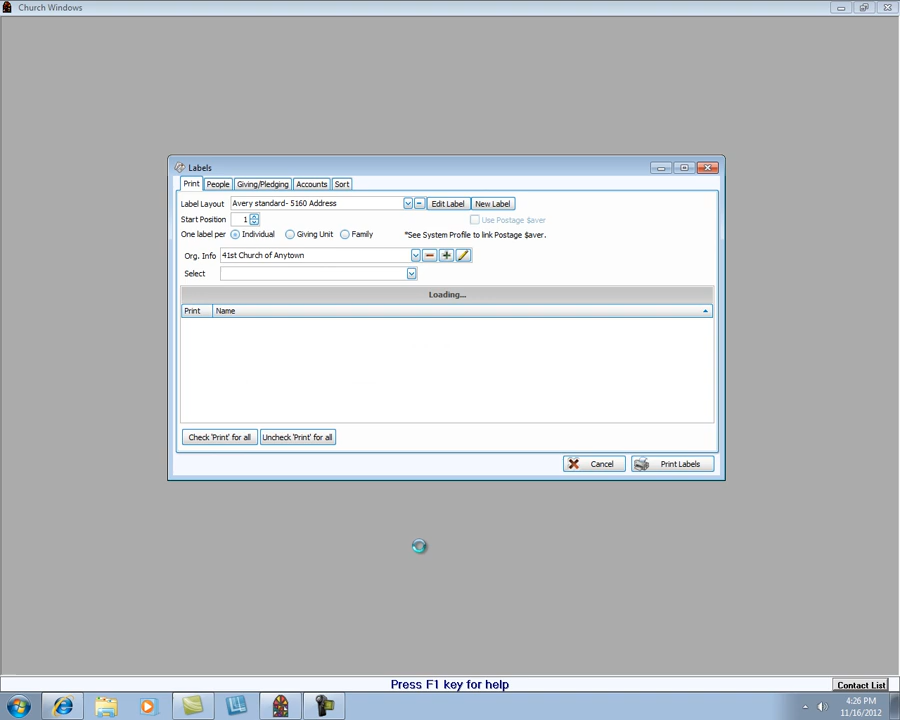 Church Windows
Labels
Print People Giving/Pledging Accounts Sort
Label Layout Avery standard- 5160 Address Edit Label New Label
Start Position 1 Use Postage $aver
One label per Individual Giving Unit Family *See System Profile to link Postage $aver.
Org. Info 41st Church of Anytown
Select
Loading...
Print Name
Check 'Print' for all Uncheck 'Print' for all
Cancel Print Labels
Press F1 key for help
Contact List
4:26 PM
11/16/2012